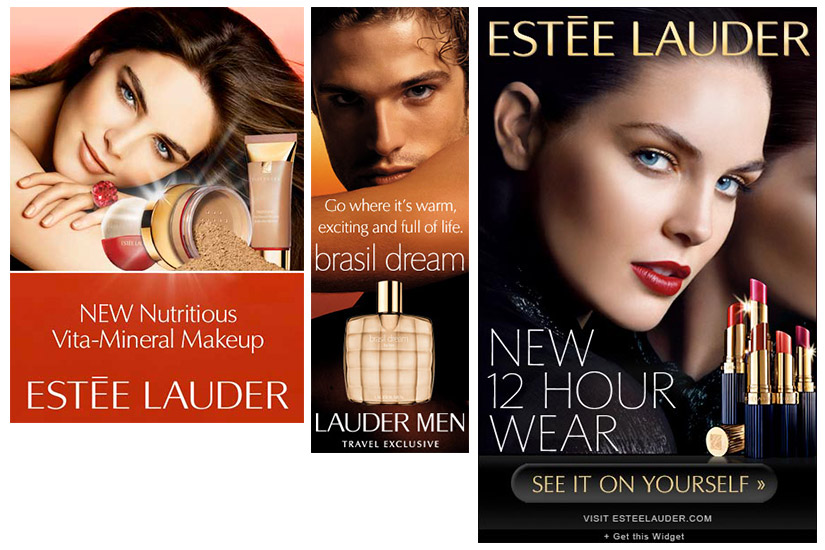 NEW Nutritious
Vita-Mineral Makeup
ESTĒE LAUDER
Go where it's warm,
exciting and full of life.
brasil dream
brasil dream
LAUDER MEN
TRAVEL EXCLUSIVE
ESTĒE LAUDER
NEW
12 HOUR
WEAR
SEE IT ON YOURSELF »
VISIT ESTEELAUDER.COM
+ Get this Widget